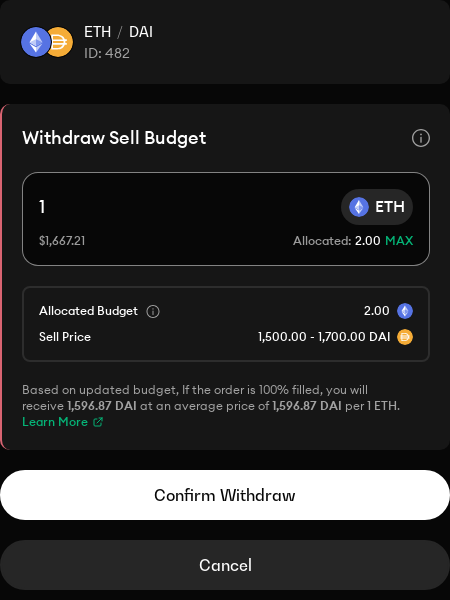 ETH / DAI
ID: 482
Withdraw Sell Budget
1
ETH
$1,667.21
Allocated: 2.00 MAX
Allocated Budget
2.00
Sell Price
1,500.00 - 1,700.00 DAI
Based on updated budget, If the order is 100% filled, you will
receive 1,596.87 DAI at an average price of 1,596.87 DAI per 1 ETH.
Learn More
Confirm Withdraw
Cancel